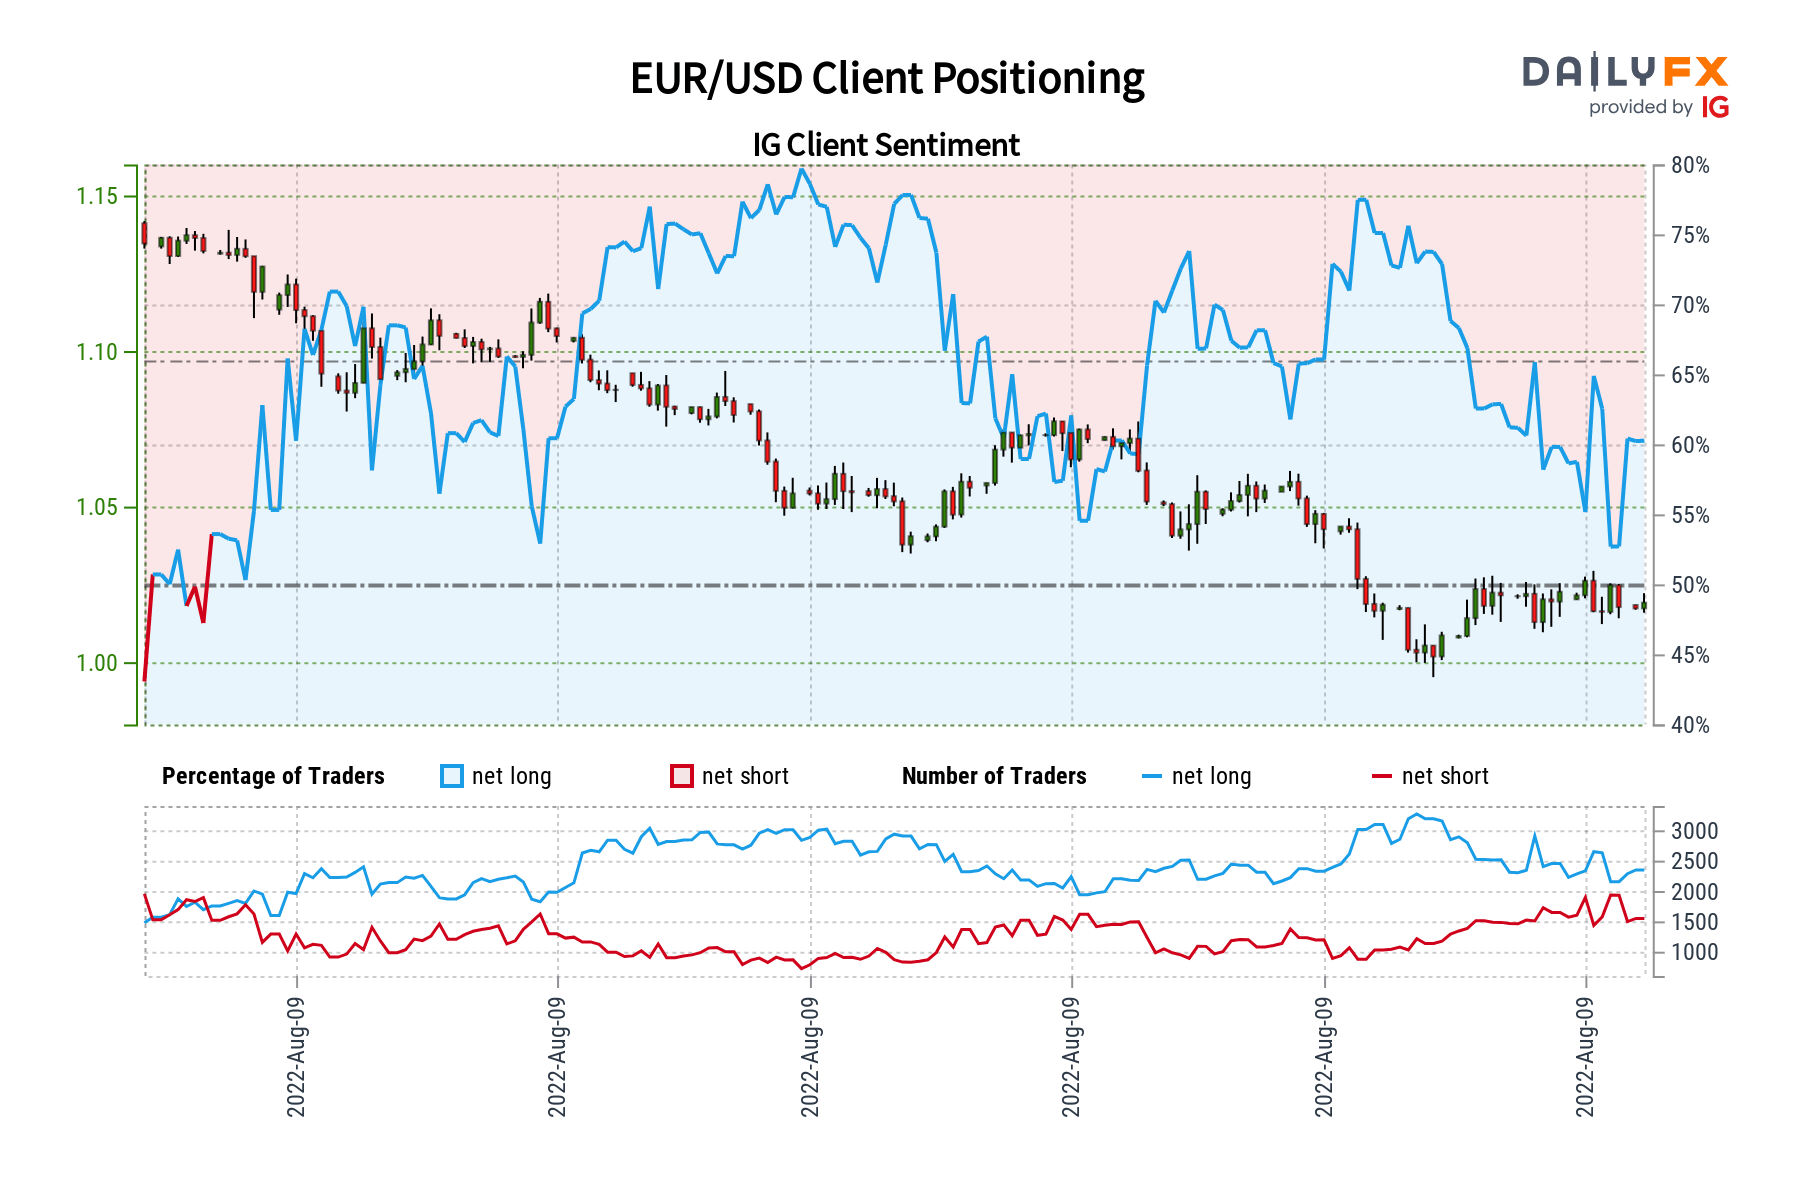 EUR/USD Client Positioning
DAILYFX
provided by IG
IG Client Sentiment
1.15
1.10
1.05
1.00
80%
75%
70%
65%
60%
55%
50%
45%
40%
Percentage of Traders net long net short Number of Traders net long net short
3000
2500
2000
1500
1000
2022-Aug-09
2022-Aug-09
2022-Aug-09
2022-Aug-09
2022-Aug-09
2022-Aug-09